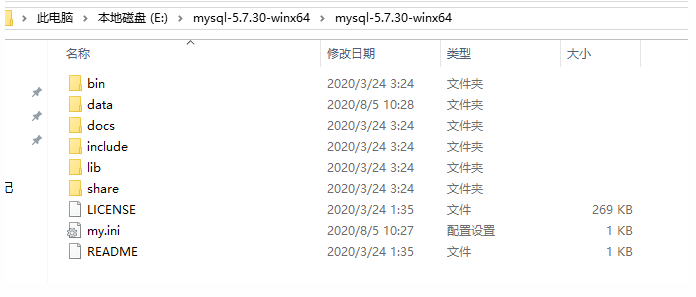 此电脑 > 本地磁盘 (E:) > mysql-5.7.30-winx64 > mysql-5.7.30-winx64
名称 修改日期 类型 大小
bin 2020/3/24 3:24 文件夹
data 2020/8/5 10:28 文件夹
docs 2020/3/24 3:24 文件夹
include 2020/3/24 3:24 文件夹
lib 2020/3/24 3:24 文件夹
share 2020/3/24 3:24 文件夹
LICENSE 2020/3/24 1:35 文件 269 KB
my.ini 2020/8/5 10:27 配置设置 1 KB
README 2020/3/24 1:35 文件 1 KB